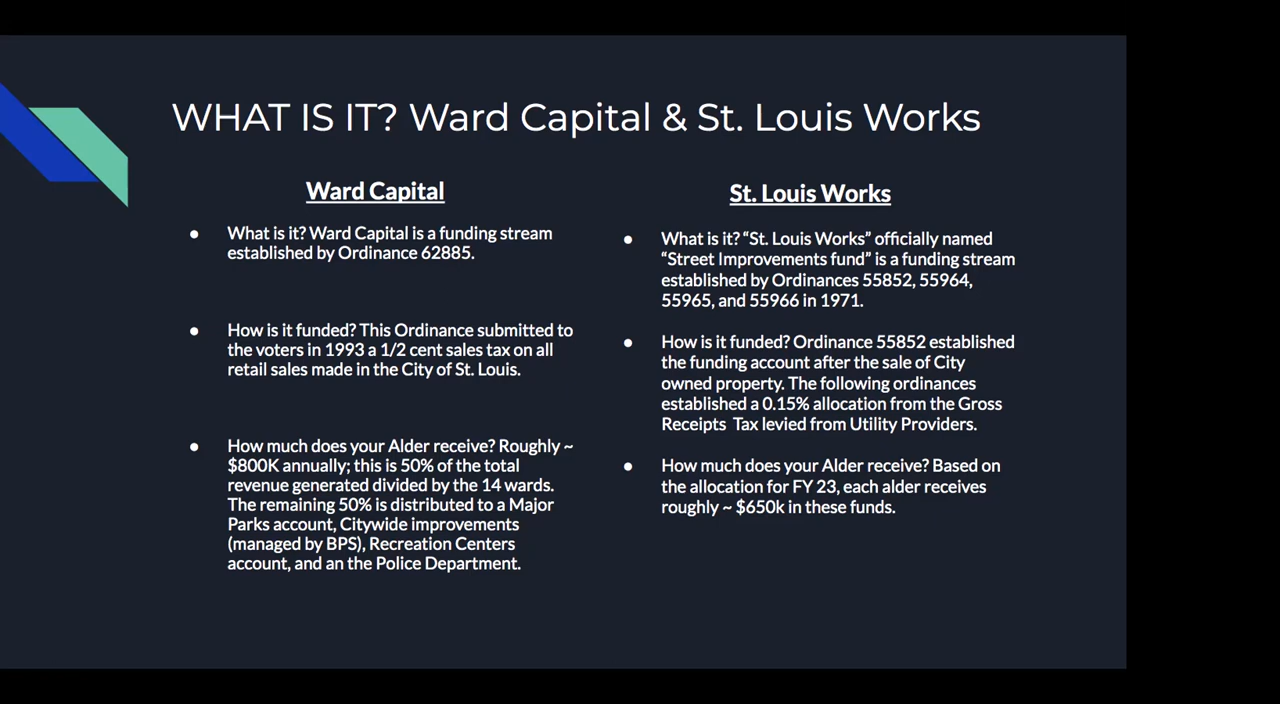 WHAT IS IT? Ward Capital & St. Louis Works
Ward Capital
● What is it? Ward Capital is a funding stream
established by Ordinance 62885.
● How is it funded? This Ordinance submitted to
the voters in 1993 a 1/2 cent sales tax on all
retail sales made in the City of St. Louis.
● How much does your Alder receive? Roughly ~
$800K annually; this is 50% of the total
revenue generated divided by the 14 wards.
The remaining 50% is distributed to a Major
Parks account, Citywide improvements
(managed by BPS), Recreation Centers
account, and an the Police Department.
St. Louis Works
● What is it? “St. Louis Works” officially named
“Street Improvements fund” is a funding stream
established by Ordinances 55852, 55964,
55965, and 55966 in 1971.
● How is it funded? Ordinance 55852 established
the funding account after the sale of City
owned property. The following ordinances
established a 0.15% allocation from the Gross
Receipts Tax levied from Utility Providers.
● How much does your Alder receive? Based on
the allocation for FY 23, each alder receives
roughly ~ $650k in these funds.